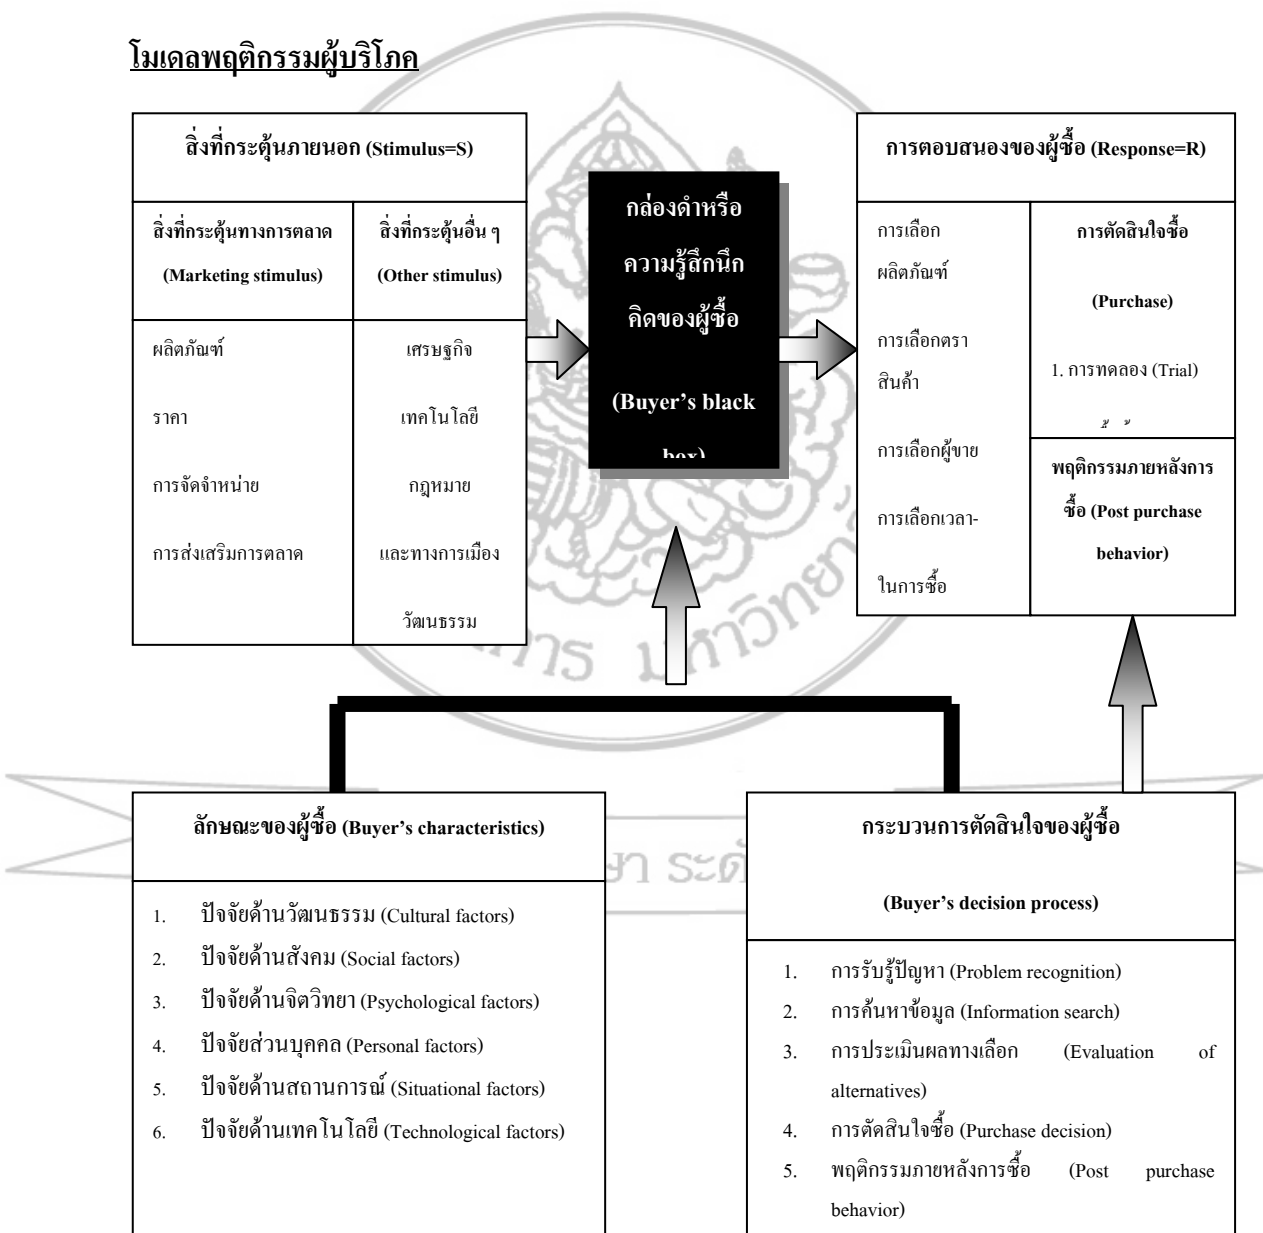 โมเดลพฤติกรรมผู้บริโภค
สิ่งที่กระตุ้นภายนอก (Stimulus=S)
สิ่งที่กระตุ้นทางการตลาด
(Marketing stimulus)
สิ่งที่กระตุ้นอื่น ๆ
(Other stimulus)
ผลิตภัณฑ์
ราคา
การจัดจำหน่าย
การส่งเสริมการตลาด
เศรษฐกิจ
เทคโนโลยี
กฎหมาย
และทางการเมือง
วัฒนธรรม
กล่องดำหรือ
ความรู้สึกนึก
คิดของผู้ซื้อ
(Buyer’s black
box)
การตอบสนองของผู้ซื้อ (Response=R)
การเลือก
ผลิตภัณฑ์
การเลือกตรา
สินค้า
การเลือกผู้ขาย
การเลือกเวลา-
ในการซื้อ
การตัดสินใจซื้อ
(Purchase)
1. การทดลอง (Trial)
พฤติกรรมภายหลังการ
ซื้อ (Post purchase
behavior)
ลักษณะของผู้ซื้อ (Buyer’s characteristics)
1. ปัจจัยด้านวัฒนธรรม (Cultural factors)
2. ปัจจัยด้านสังคม (Social factors)
3. ปัจจัยด้านจิตวิทยา (Psychological factors)
4. ปัจจัยส่วนบุคคล (Personal factors)
5. ปัจจัยด้านสถานการณ์ (Situational factors)
6. ปัจจัยด้านเทคโนโลยี (Technological factors)
กระบวนการตัดสินใจของผู้ซื้อ
(Buyer’s decision process)
1. การรับรู้ปัญหา (Problem recognition)
2. การค้นหาข้อมูล (Information search)
3. การประเมินผลทางเลือก (Evaluation of
alternatives)
4. การตัดสินใจซื้อ (Purchase decision)
5. พฤติกรรมภายหลังการซื้อ (Post purchase
behavior)